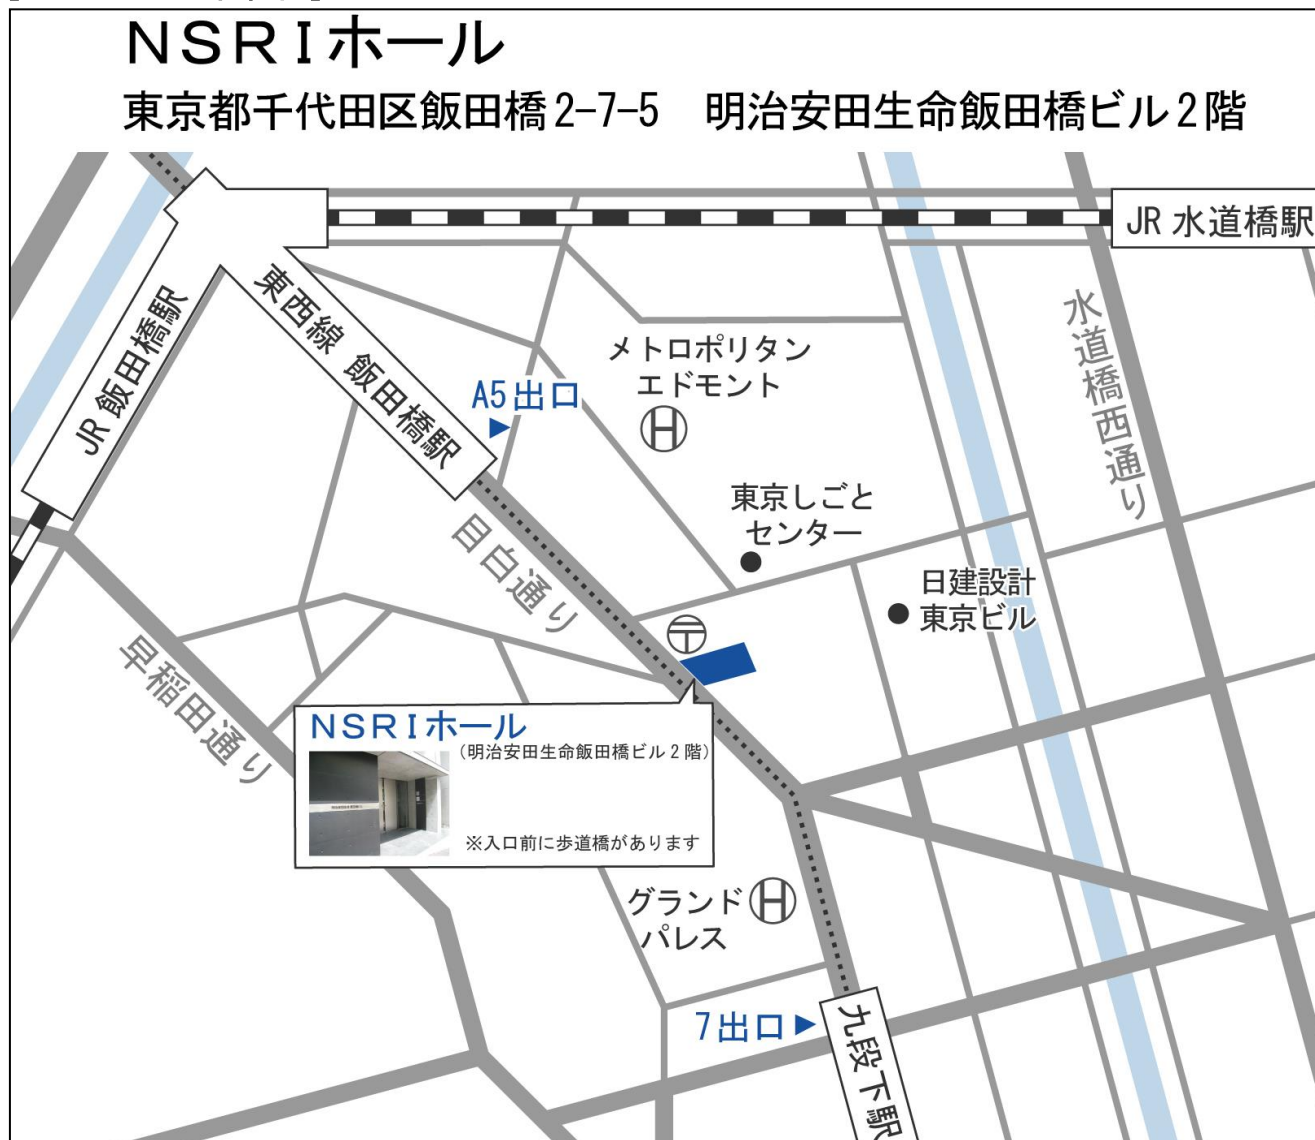 NSRIホール
東京都千代田区飯田橋2-7-5　明治安田生命飯田橋ビル2階
JR 水道橋駅
JR 飯田橋駅
東西線 飯田橋駅
水道橋西通り
メトロポリタン
エドモント
H
A5出口
東京しごと
センター
目白通り
日建設計
東京ビル
〒
早稲田通り
NSRIホール
(明治安田生命飯田橋ビル2階)
※入口前に歩道橋があります
グランド
パレス
H
7出口
九段下駅